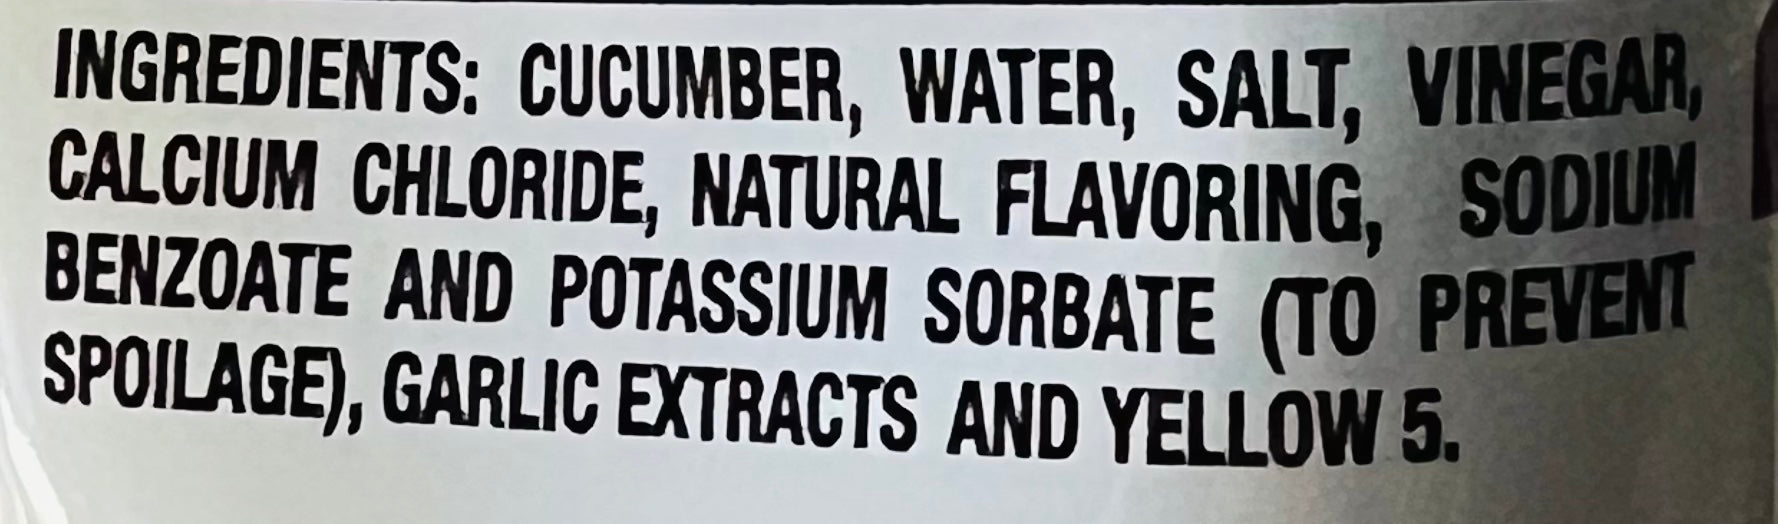 INGREDIENTS: CUCUMBER, WATER, SALT, VINEGAR,
CALCIUM CHLORIDE, NATURAL FLAVORING, SODIUM
BENZOATE AND POTASSIUM SORBATE (TO PREVENT
SPOILAGE), GARLIC EXTRACTS AND YELLOW 5.